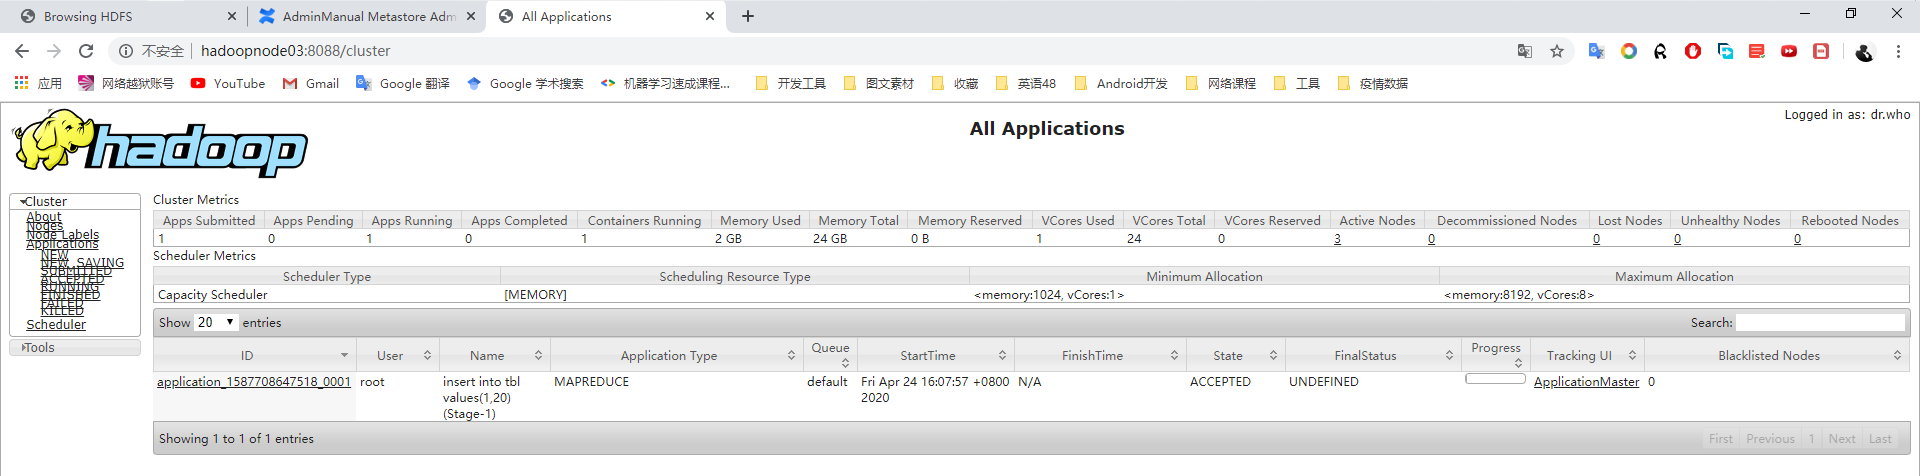 Browsing HDFS
AdminManual Metastore Adm
All Applications
不安全 | hadoopnode03:8088/cluster
应用 网络越狱账号 YouTube Gmail Google 翻译 Google 学术搜索 机器学习速成课程... 开发工具 图文素材 收藏 英语48 Android开发 网络课程 工具 疫情数据
hadoop
All Applications
Logged in as: dr.who
Cluster
About
Nodes
Node Labels
Applications
NEW
NEW_SAVING
SUBMITTED
ACCEPTED
RUNNING
FINISHED
FAILED
KILLED
Scheduler
Tools
Cluster Metrics
Apps Submitted Apps Pending Apps Running Apps Completed Containers Running Memory Used Memory Total Memory Reserved VCores Used VCores Total VCores Reserved Active Nodes Decommissioned Nodes Lost Nodes Unhealthy Nodes Rebooted Nodes
1 0 1 0 1 2 GB 24 GB 0 B 1 24 0 3 0 0 0 0
Scheduler Metrics
Scheduler Type Scheduling Resource Type Minimum Allocation Maximum Allocation
Capacity Scheduler [MEMORY] <memory:1024, vCores:1> <memory:8192, vCores:8>
Show 20 entries Search:
ID User Name Application Type Queue StartTime FinishTime State FinalStatus Progress Tracking UI Blacklisted Nodes
application_1587708647518_0001 root insert into tbl MAPREDUCE default Fri Apr 24 16:07:57 +0800 N/A ACCEPTED UNDEFINED ApplicationMaster 0
values(1,20) 2020
(Stage-1)
Showing 1 to 1 of 1 entries First Previous 1 Next Last